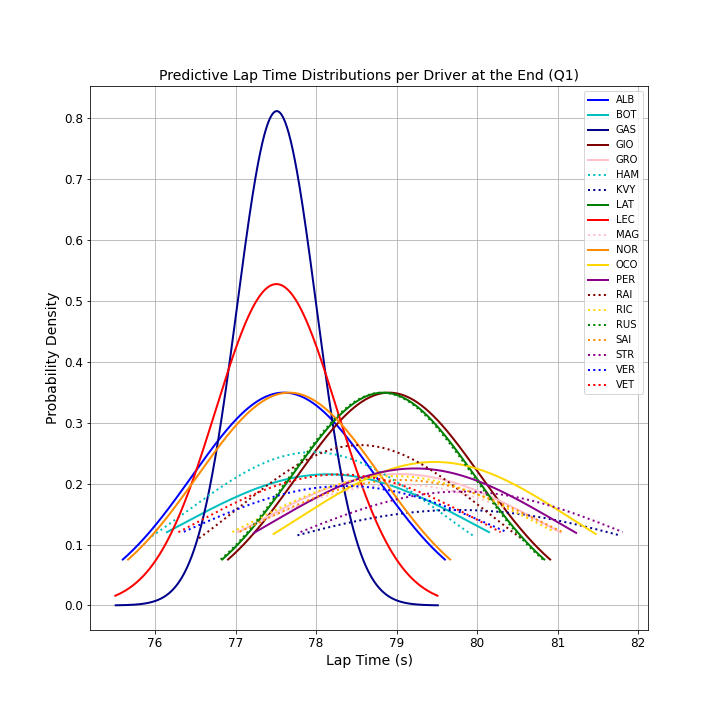 Predictive Lap Time Distributions per Driver at the End (Q1)
Probability Density
0.8
0.7
0.6
0.5
0.4
0.3
0.2
0.1
0.0
ALB
BOT
GAS
GIO
GRO
HAM
KVY
LAT
LEC
MAG
NOR
OCO
PER
RAI
RIC
RUS
SAI
STR
VER
VET
76 77 78 79 80 81 82
Lap Time (s)